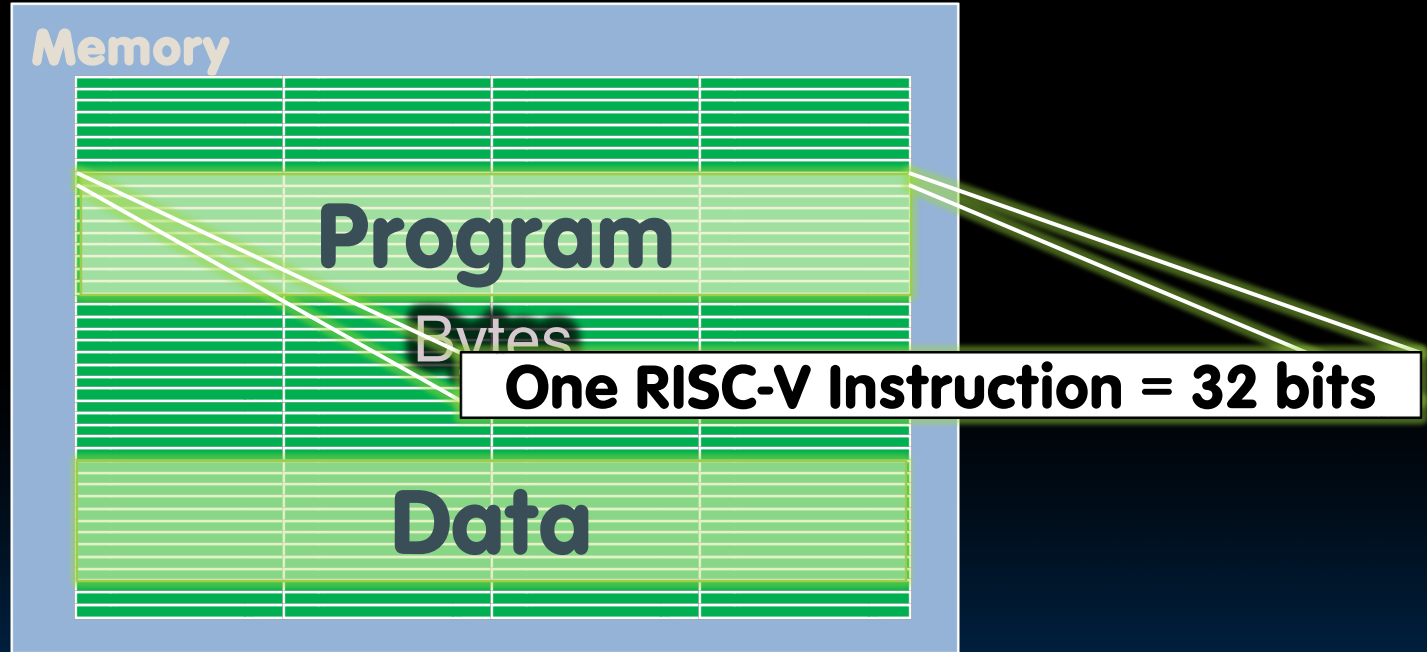 Memory
Program
Bytes
One RISC-V Instruction = 32 bits
Data